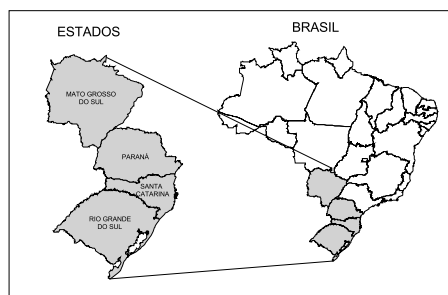 ESTADOS
BRASIL
MATO GROSSO
DO SUL
PARANÁ
SANTA
CATARINA
RIO GRANDE
DO SUL